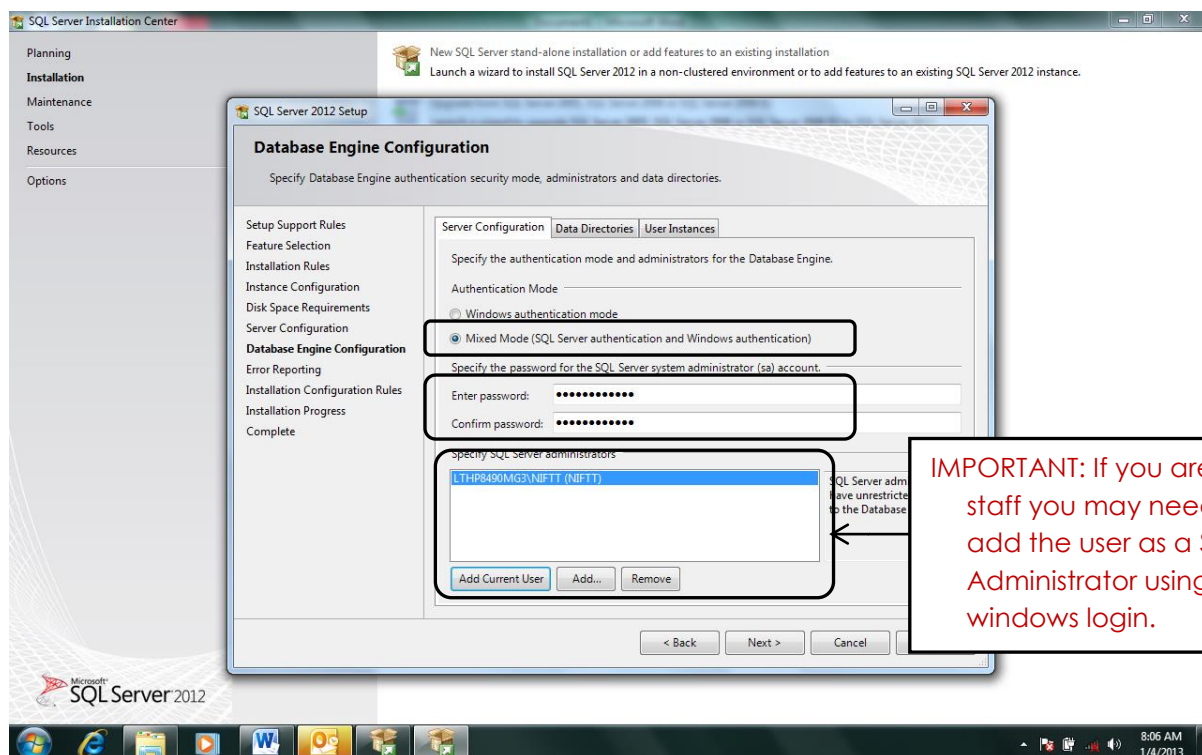 SQL Server Installation Center
Planning
Installation
Maintenance
Tools
Resources
Options
New SQL Server stand-alone installation or add features to an existing installation
Launch a wizard to install SQL Server 2012 in a non-clustered environment or to add features to an existing SQL Server 2012 instance.
SQL Server 2012 Setup
Database Engine Configuration
Specify Database Engine authentication security mode, administrators and data directories.
Setup Support Rules
Feature Selection
Installation Rules
Instance Configuration
Disk Space Requirements
Server Configuration
Database Engine Configuration
Error Reporting
Installation Configuration Rules
Installation Progress
Complete
Server Configuration Data Directories User Instances
Specify the authentication mode and administrators for the Database Engine.
Authentication Mode
Windows authentication mode
Mixed Mode (SQL Server authentication and Windows authentication)
Specify the password for the SQL Server system administrator (sa) account.
Enter password: ●●●●●●●●●●●●
Confirm password: ●●●●●●●●●●●●
Specify SQL Server administrators
LTHP8490MG3\NIFTT (NIFTT)
SQL Server adm
have unrestricte
to the Database
Add Current User Add... Remove
< Back Next > Cancel
IMPORTANT: If you are
staff you may nee
add the user as a S
Administrator using
windows login.
Microsoft
SQL Server 2012
8:06 AM
1/4/2013